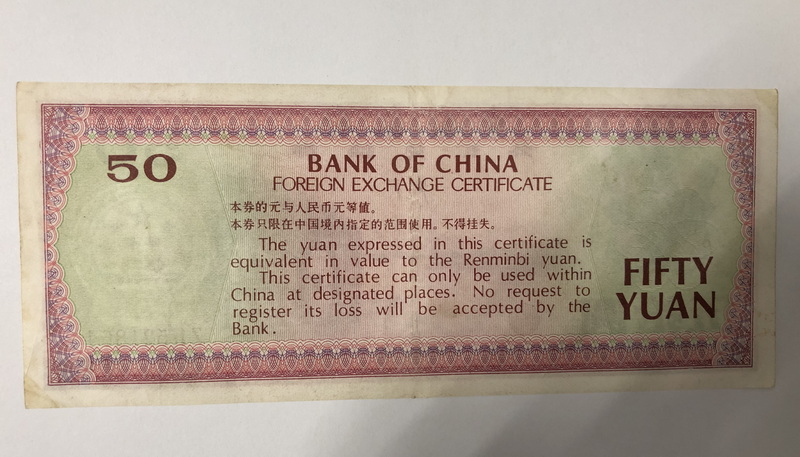 50
BANK OF CHINA
FOREIGN EXCHANGE CERTIFICATE
本券的元与人民币元等值。
本券只限在中国境内指定的范围使用。不得挂失。
The yuan expressed in this certificate is
equivalent in value to the Renminbi yuan.
This certificate can only be used within
China at designated places. No request to
register its loss will be accepted by the
Bank.
FIFTY
YUAN